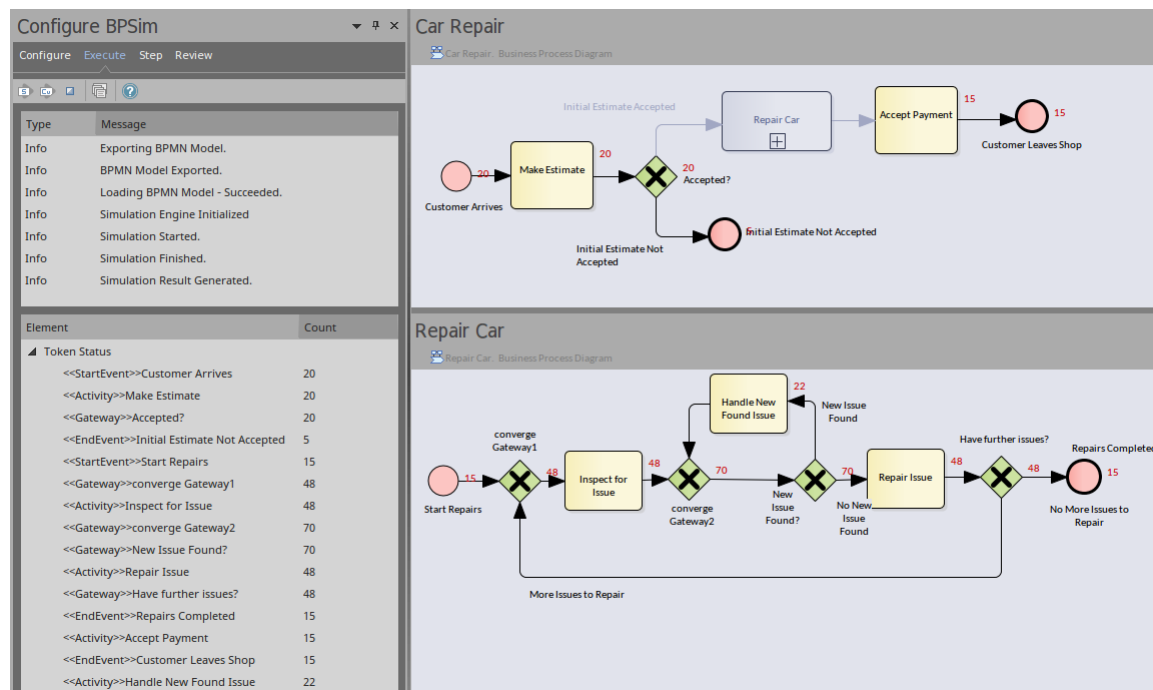 Configure BPSim
Configure Execute Step Review
Type Message
Info Exporting BPMN Model.
Info BPMN Model Exported.
Info Loading BPMN Model - Succeeded.
Info Simulation Engine Initialized
Info Simulation Started.
Info Simulation Finished.
Info Simulation Result Generated.
Element Count
Token Status
<<StartEvent>>Customer Arrives 20
<<Activity>>Make Estimate 20
<<Gateway>>Accepted? 20
<<EndEvent>>Initial Estimate Not Accepted 5
<<StartEvent>>Start Repairs 15
<<Gateway>>converge Gateway1 48
<<Activity>>Inspect for Issue 48
<<Gateway>>converge Gateway2 70
<<Gateway>>New Issue Found? 70
<<Activity>>Repair Issue 48
<<Gateway>>Have further issues? 48
<<EndEvent>>Repairs Completed 15
<<Activity>>Accept Payment 15
<<EndEvent>>Customer Leaves Shop 15
<<Activity>>Handle New Found Issue 22
Car Repair
Car Repair. Business Process Diagram
Initial Estimate Accepted
Repair Car
Accept Payment
15
15
Customer Leaves Shop
20
Make Estimate
20
20
Accepted?
Customer Arrives
5
Initial Estimate Not Accepted
Initial Estimate Not
Accepted
Repair Car
Repair Car. Business Process Diagram
Handle New
Found Issue
22
New Issue
Found
converge
Gateway1
Have further issues?
Repairs Completed
15
48
Inspect for
Issue
48
70
70
Repair Issue
48
48
15
Start Repairs
converge
Gateway2
New
Issue
Found?
No New
Issue
Found
No More Issues to
Repair
More Issues to Repair